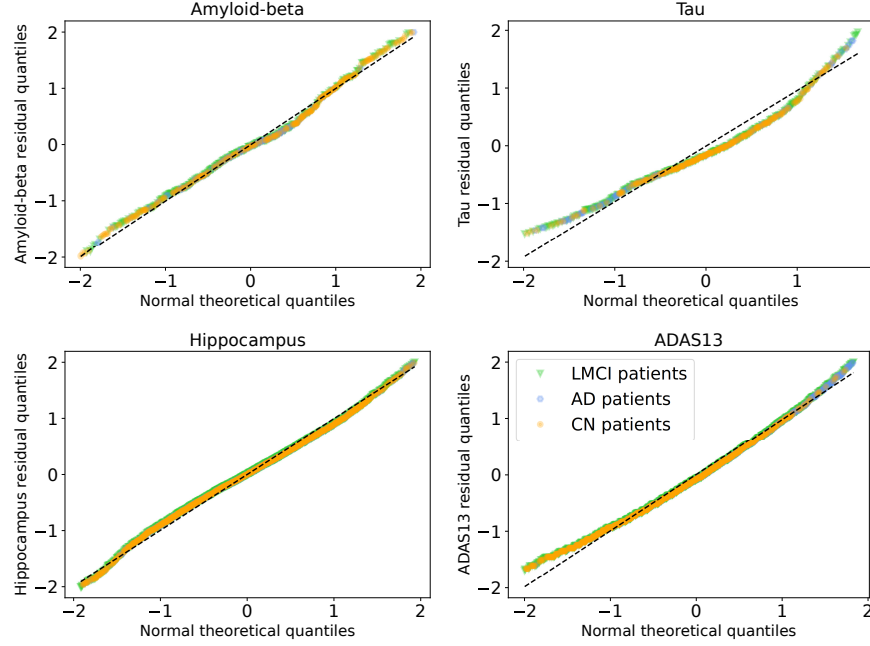 Amyloid-beta
Amyloid-beta residual quantiles
2
1
0
−1
−2
−2 −1 0 1 2
Normal theoretical quantiles
Tau
Tau residual quantiles
2
1
0
−1
−2
−2 −1 0 1
Normal theoretical quantiles
Hippocampus
Hippocampus residual quantiles
2
1
0
−1
−2
−2 −1 0 1 2
Normal theoretical quantiles
ADAS13
ADAS13 residual quantiles
2
1
0
−1
−2
LMCI patients
AD patients
CN patients
−2 −1 0 1 2
Normal theoretical quantiles